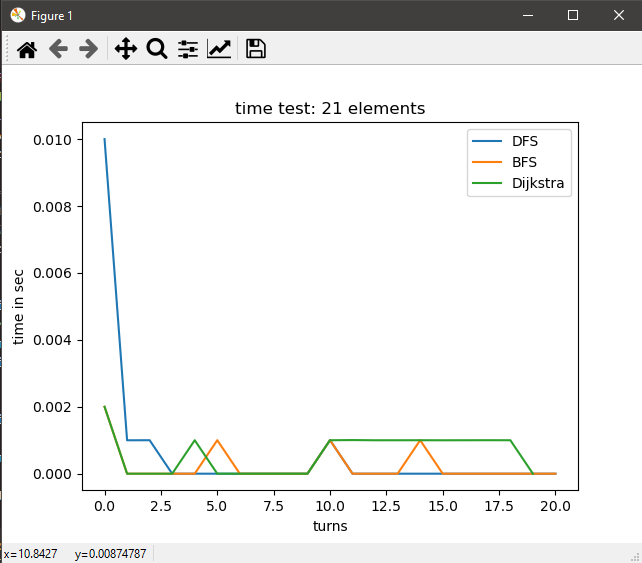 Figure 1
time test: 21 elements
DFS
BFS
Dijkstra
0.010
0.008
0.006
0.004
0.002
0.000
time in sec
0.0 2.5 5.0 7.5 10.0 12.5 15.0 17.5 20.0
turns
x=10.8427 y=0.00874787